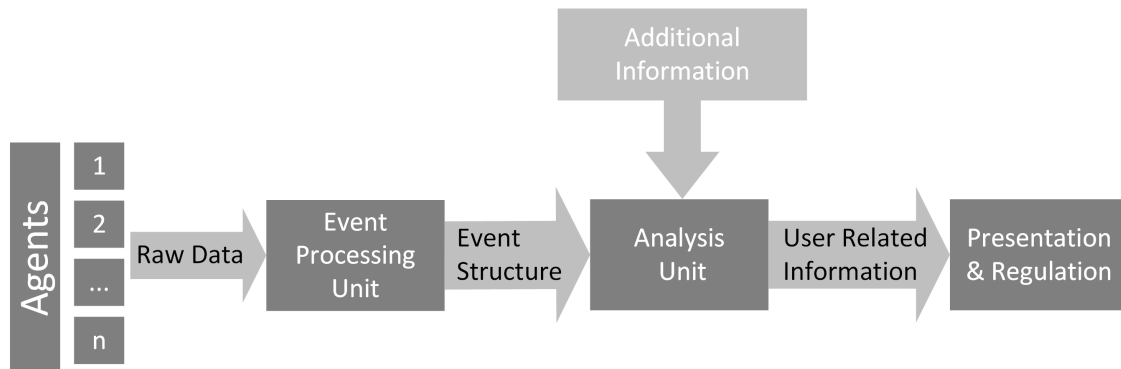 Additional
Information
Agents
1
2
...
n
Raw Data
Event
Processing
Unit
Event
Structure
Analysis
Unit
User Related
Information
Presentation
& Regulation